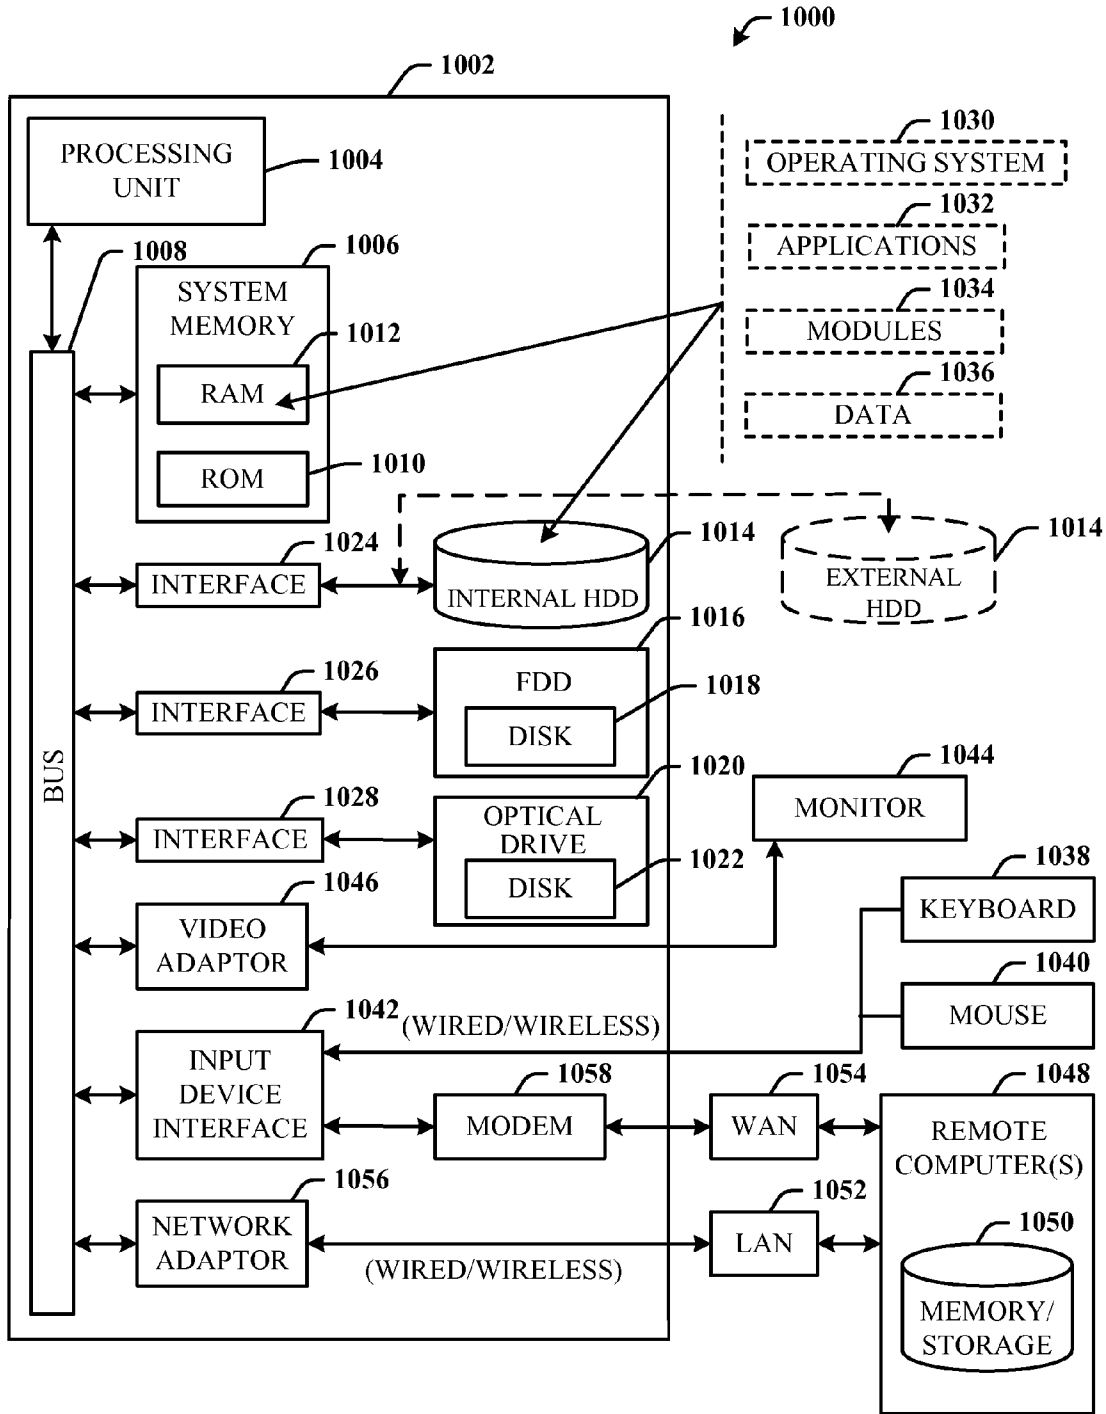 1000
1002
PROCESSING
UNIT
1004
1030
OPERATING SYSTEM
1032
APPLICATIONS
1034
MODULES
1036
DATA
1008
1006
SYSTEM
MEMORY
1012
RAM
1010
ROM
BUS
1024
INTERFACE
1014
INTERNAL HDD
1014
EXTERNAL
HDD
1026
INTERFACE
1016
FDD
1018
DISK
1028
INTERFACE
1020
OPTICAL
DRIVE
1022
DISK
1044
MONITOR
1046
VIDEO
ADAPTOR
1038
KEYBOARD
1040
MOUSE
1042
INPUT
DEVICE
INTERFACE
(WIRED/WIRELESS)
1058
MODEM
1054
WAN
1048
REMOTE
COMPUTER(S)
1056
NETWORK
ADAPTOR
(WIRED/WIRELESS)
1052
LAN
1050
MEMORY/
STORAGE